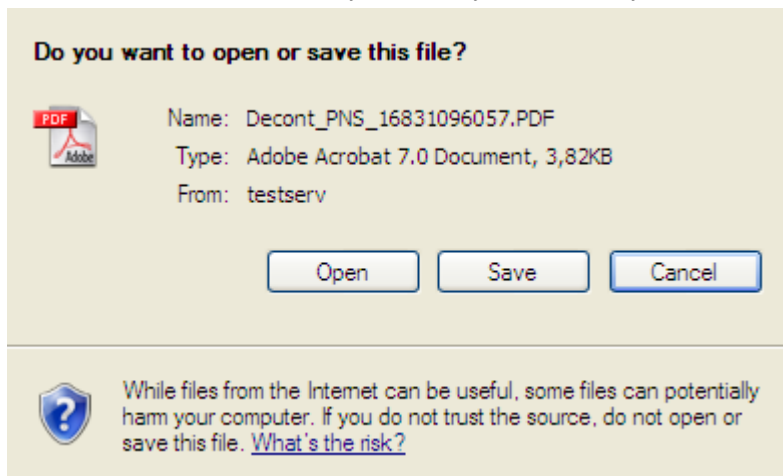 Do you want to open or save this file?
PDF
Adobe
Name: Decont_PNS_16831096057.PDF
Type: Adobe Acrobat 7.0 Document, 3,82KB
From: testserv
Open Save Cancel
While files from the Internet can be useful, some files can potentially
harm your computer. If you do not trust the source, do not open or
save this file. What's the risk?